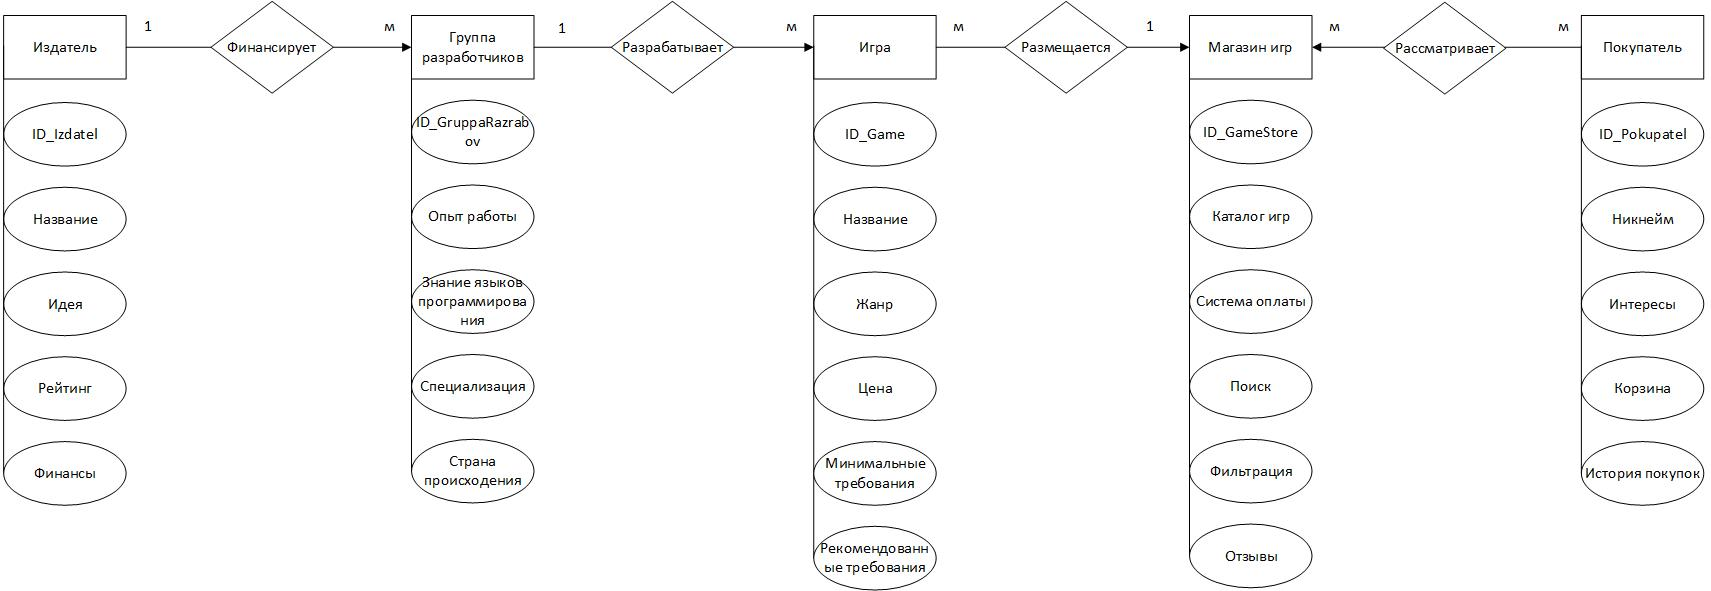 Издатель
1
Финансирует
м
Группа
разработчиков
1
Разрабатывает
м
Игра
м
Размещается
1
Магазин игр
м
Рассматривает
м
Покупатель
ID_Izdatel
Название
Идея
Рейтинг
Финансы
ID_GruppaRazrab
ov
Опыт работы
Знание языков
программирова
ния
Специализация
Страна
происходения
ID_Game
Название
Жанр
Цена
Минимальные
требования
Рекомендованн
ые требования
ID_GameStore
Каталог игр
Система оплаты
Поиск
Фильтрация
Отзывы
ID_Pokupatel
Никнейм
Интересы
Корзина
История покупок